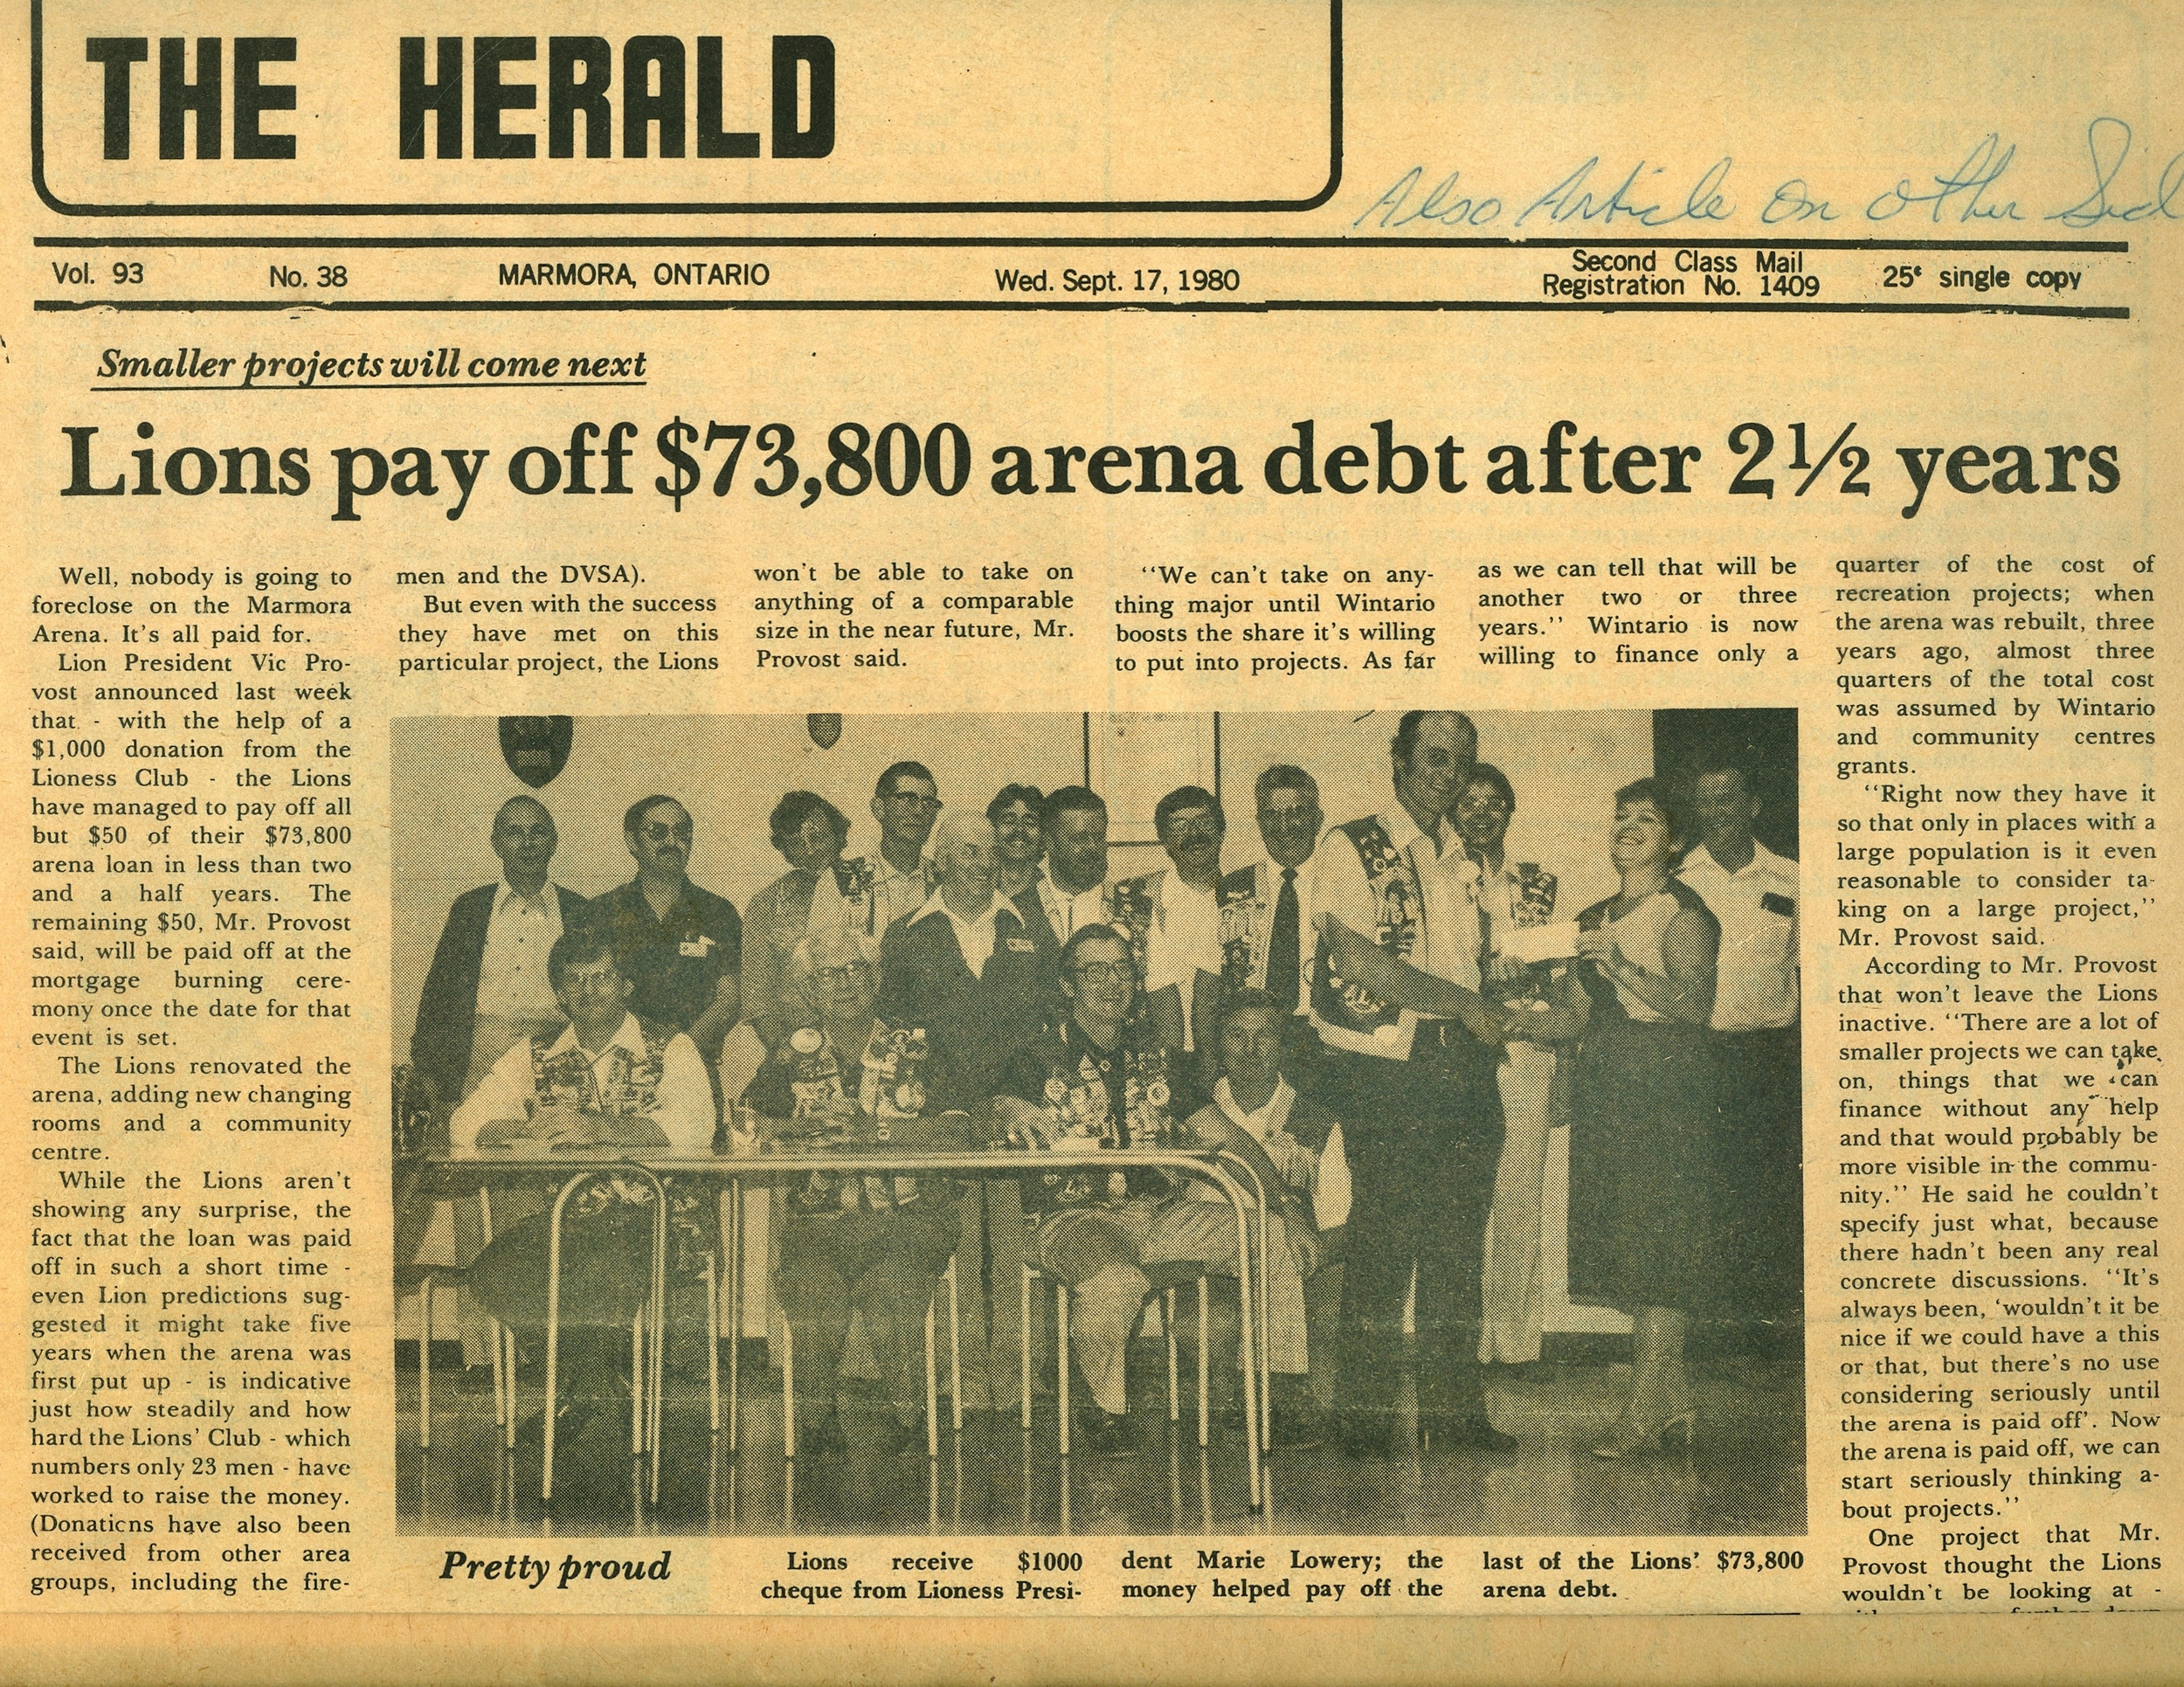 THE HERALD
Also Article on other
Vol. 93 No. 38 MARMORA, ONTARIO Wed. Sept. 17, 1980 Second Class Mail Registration No. 1409 25¢ single copy
Smaller projects will come next
Lions pay off $73,800 arena debt after 2½ years
Well, nobody is going to
foreclose on the Marmora
Arena. It's all paid for.
Lion President Vic Pro-
vost announced last week
that - with the help of a
$1,000 donation from the
Lioness Club - the Lions
have managed to pay off all
but $50 of their $73,800
arena loan in less than two
and a half years. The
remaining $50, Mr. Provost
said, will be paid off at the
mortgage burning cere-
mony once the date for that
event is set.
The Lions renovated the
arena, adding new changing
rooms and a community
centre.
While the Lions aren't
showing any surprise, the
fact that the loan was paid
off in such a short time -
even Lion predictions sug-
gested it might take five
years when the arena was
first put up - is indicative
just how steadily and how
hard the Lions' Club - which
numbers only 23 men - have
worked to raise the money.
(Donaticns have also been
received from other area
groups, including the fire-
men and the DVSA).
But even with the success
they have met on this
particular project, the Lions
won't be able to take on
anything of a comparable
size in the near future, Mr.
Provost said.
"We can't take on any-
thing major until Wintario
boosts the share it's willing
to put into projects. As far
as we can tell that will be
another two or three
years." Wintario is now
willing to finance only a
quarter of the cost of
recreation projects; when
the arena was rebuilt, three
years ago, almost three
quarters of the total cost
was assumed by Wintario
and community centres
grants.
"Right now they have it
so that only in places with a
large population is it even
reasonable to consider ta-
king on a large project,"
Mr. Provost said.
According to Mr. Provost
that won't leave the Lions
inactive. "There are a lot of
smaller projects we can take
on, things that we can
finance without any help
and that would probably be
more visible in the commu-
nity." He said he couldn't
specify just what, because
there hadn't been any real
concrete discussions. "It's
always been, 'wouldn't it be
nice if we could have a this
or that, but there's no use
considering seriously until
the arena is paid off'. Now
the arena is paid off, we can
start seriously thinking a-
bout projects."
One project that Mr.
Provost thought the Lions
wouldn't be looking at -
Pretty proud
Lions receive $1000
cheque from Lioness Presi-
dent Marie Lowery; the
money helped pay off the
last of the Lions' $73,800
arena debt.